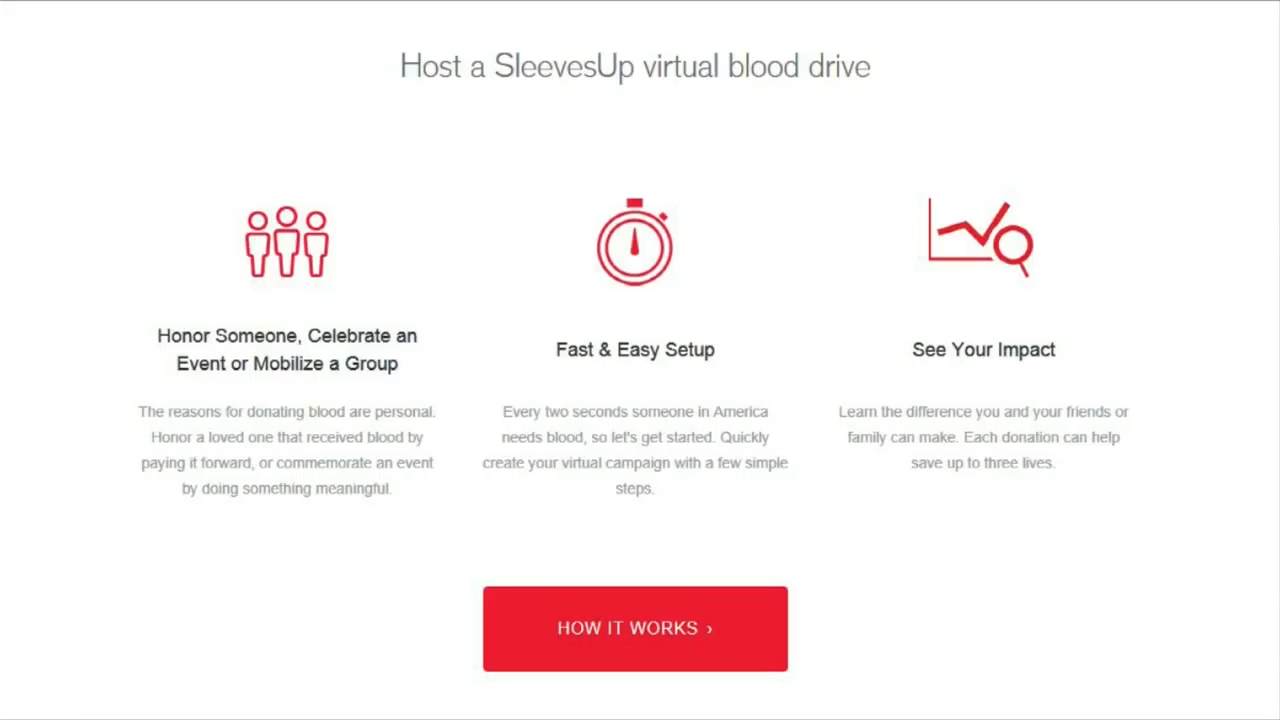 Host a SleevesUp virtual blood drive
Honor Someone, Celebrate an
Event or Mobilize a Group
The reasons for donating blood are personal.
Honor a loved one that received blood by
paying it forward, or commemorate an event
by doing something meaningful.
Fast & Easy Setup
Every two seconds someone in America
needs blood, so let's get started. Quickly
create your virtual campaign with a few simple
steps.
See Your Impact
Learn the difference you and your friends or
family can make. Each donation can help
save up to three lives.
HOW IT WORKS ›